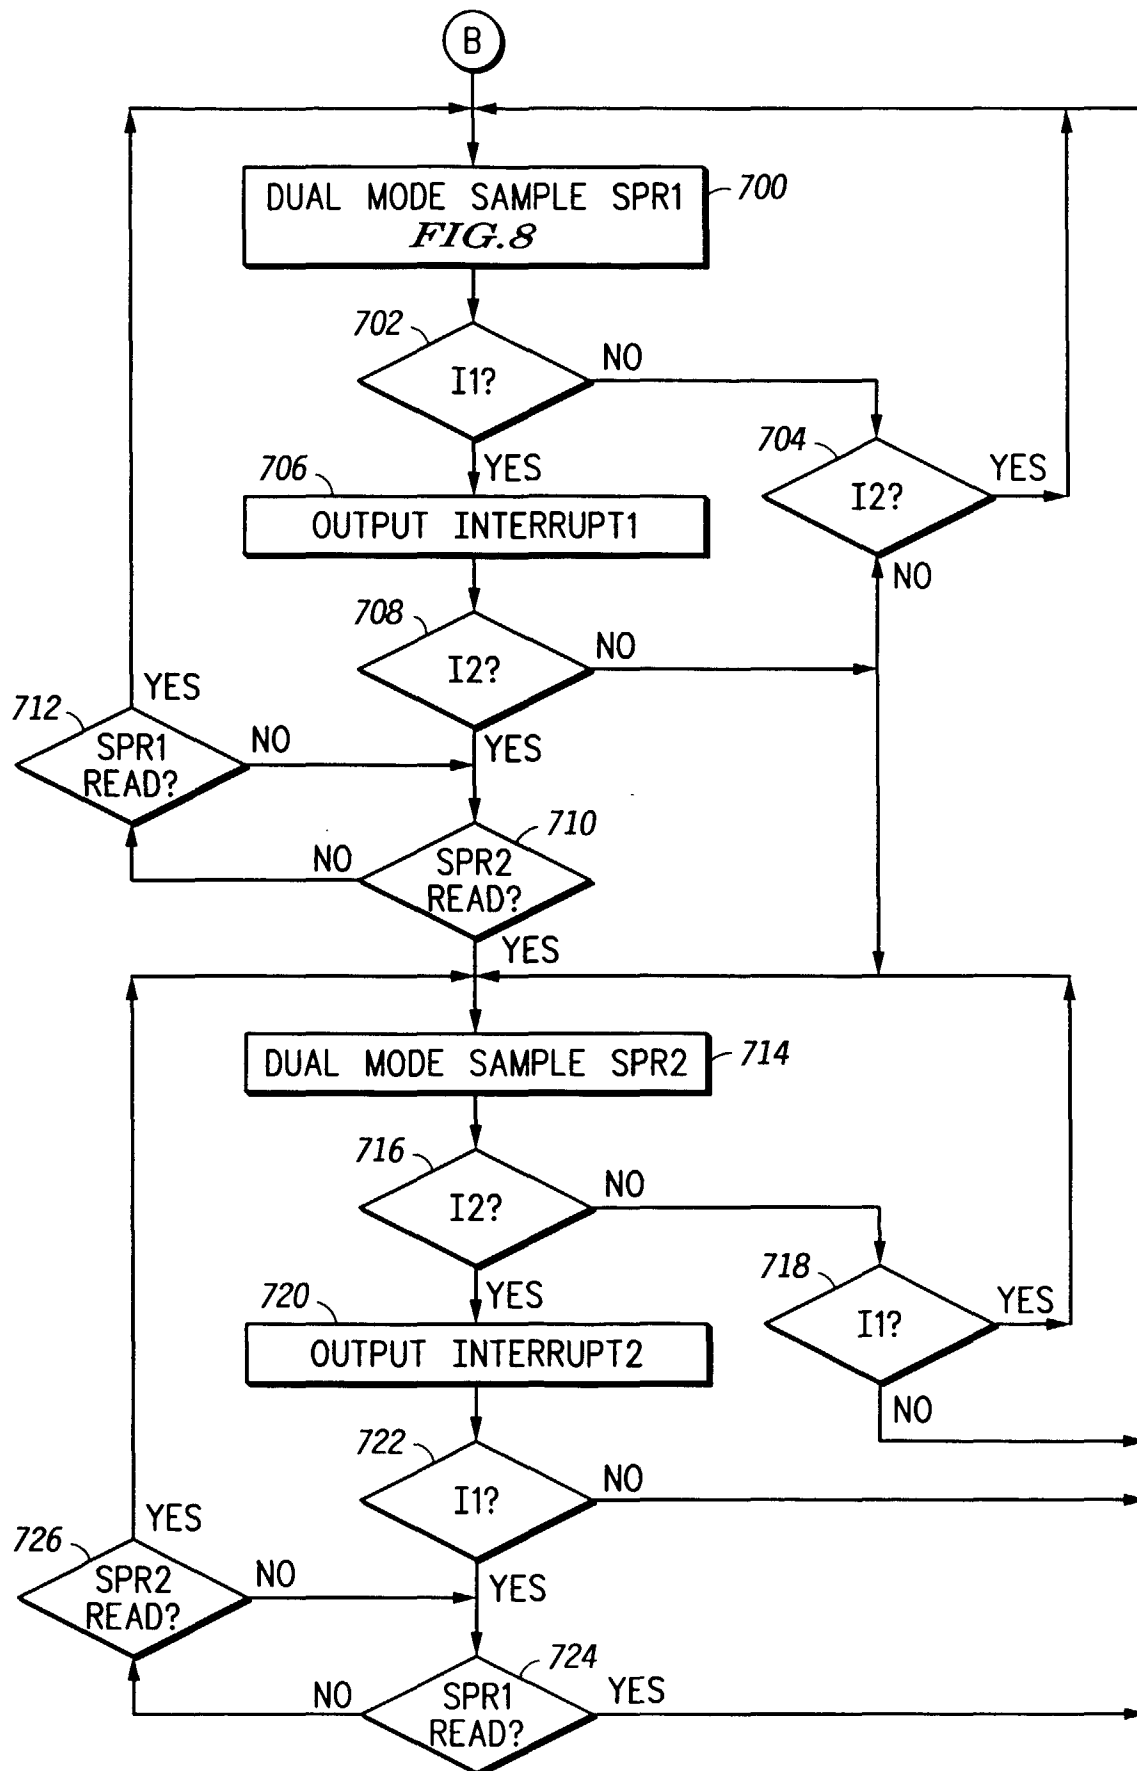 B
DUAL MODE SAMPLE SPR1
FIG.8
700
702
I1?
NO
YES
704
I2?
YES
NO
706
OUTPUT INTERRUPT1
708
I2?
NO
YES
712
SPR1
READ?
YES
NO
710
SPR2
READ?
NO
YES
DUAL MODE SAMPLE SPR2
714
716
I2?
NO
YES
718
I1?
YES
NO
720
OUTPUT INTERRUPT2
722
I1?
NO
YES
726
SPR2
READ?
YES
NO
724
SPR1
READ?
NO
YES